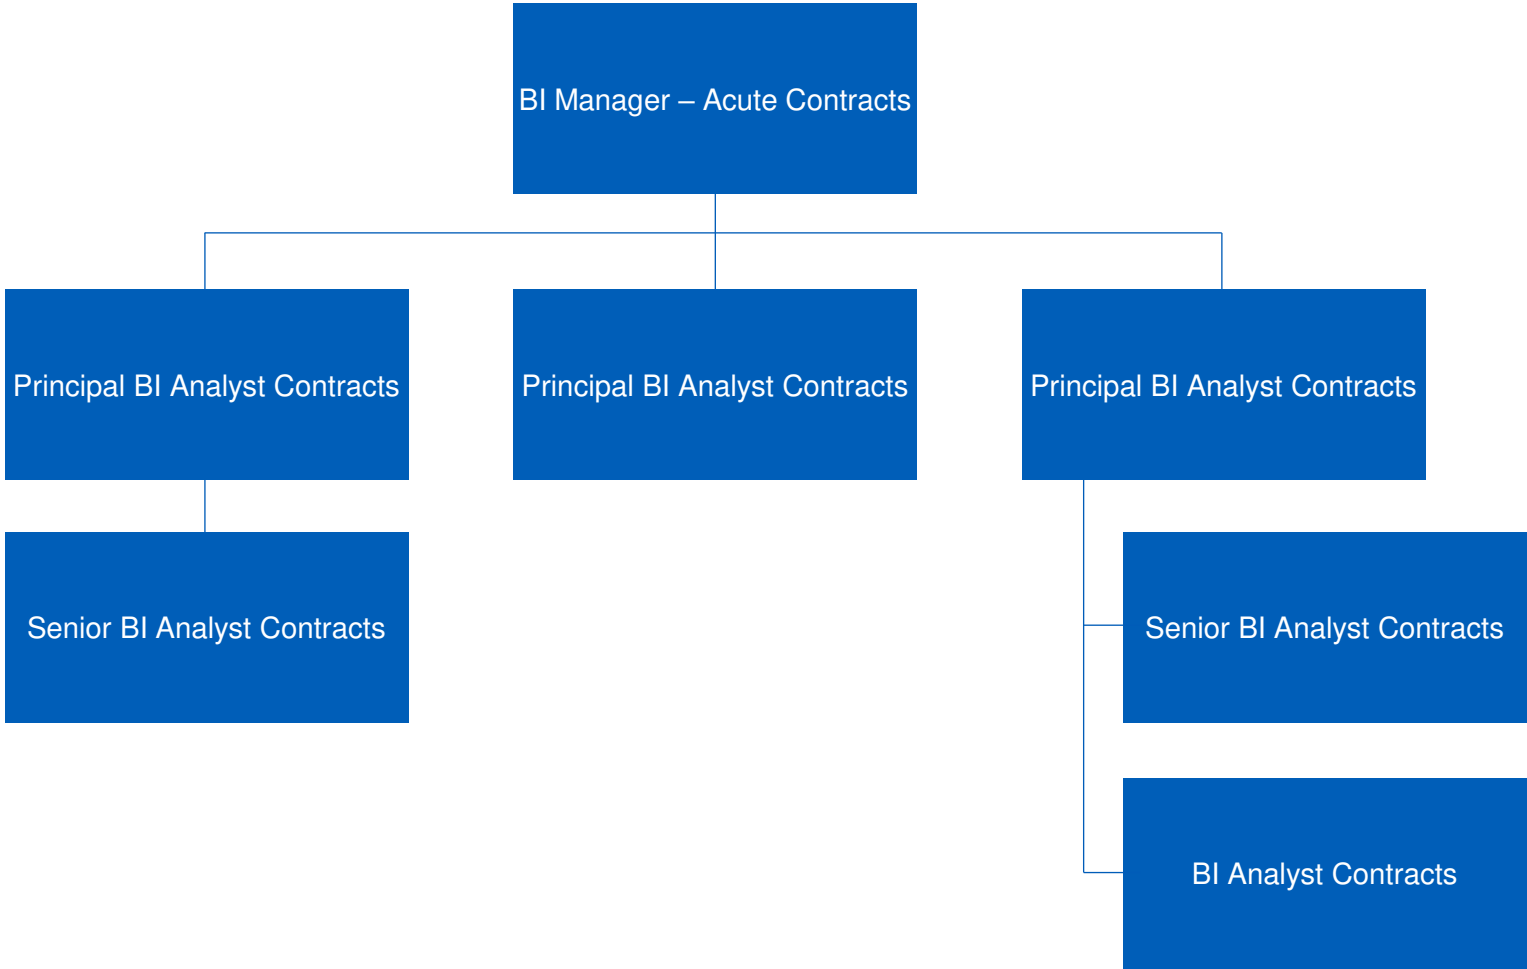 BI Manager – Acute Contracts
Principal BI Analyst Contracts
Principal BI Analyst Contracts
Principal BI Analyst Contracts
Senior BI Analyst Contracts
Senior BI Analyst Contracts
BI Analyst Contracts